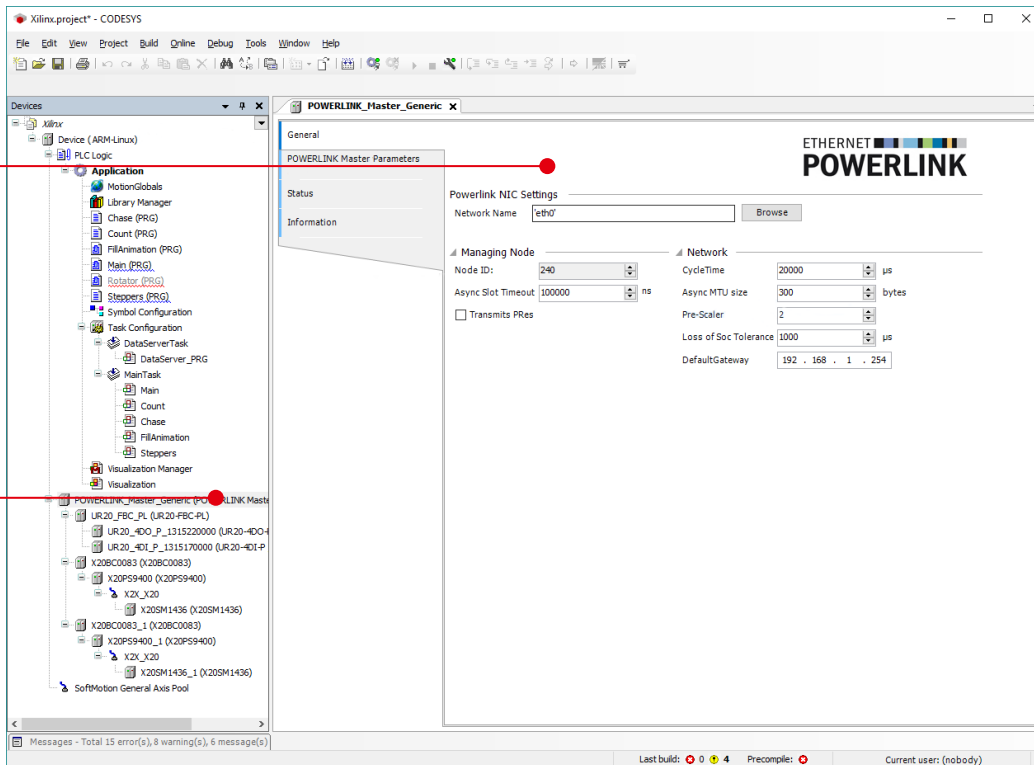 Xilinx.project* - CODESYS
File Edit View Project Build Online Debug Tools Window Help
Devices
Xilinx
Device (ARM-Linux)
PLC Logic
Application
MotionGlobals
Library Manager
Chase (PRG)
Count (PRG)
FillAnimation (PRG)
Main (PRG)
Rotator (PRG)
Steppers (PRG)
Symbol Configuration
Task Configuration
DataServerTask
DataServer_PRG
MainTask
Main
Count
Chase
FillAnimation
Steppers
Visualization Manager
Visualization
POWERLINK_Master_Generic (POWERLINK Maste
UR20_FBC_PL (UR20-FBC-PL)
UR20_4DO_P_1315220000 (UR20-4DO-
UR20_4DI_P_1315170000 (UR20-4DI-P
X20BC0083 (X20BC0083)
X20PS9400 (X20PS9400)
X2X_X20
X20SM1436 (X20SM1436)
X20BC0083_1 (X20BC0083)
X20PS9400_1 (X20PS9400)
X2X_X20
X20SM1436_1 (X20SM1436)
SoftMotion General Axis Pool
POWERLINK_Master_Generic
General
POWERLINK Master Parameters
Status
Information
ETHERNET
POWERLINK
Powerlink NIC Settings
Network Name 'eth0' Browse
Managing Node
Node ID: 240
Async Slot Timeout 100000 ns
Transmits PRes
Network
CycleTime 20000 µs
Async MTU size 300 bytes
Pre-Scaler 2
Loss of Soc Tolerance 1000 µs
DefaultGateway 192 . 168 . 1 . 254
Messages - Total 15 error(s), 8 warning(s), 6 message(s)
Last build: 0 4 Precompile: Current user: (nobody)